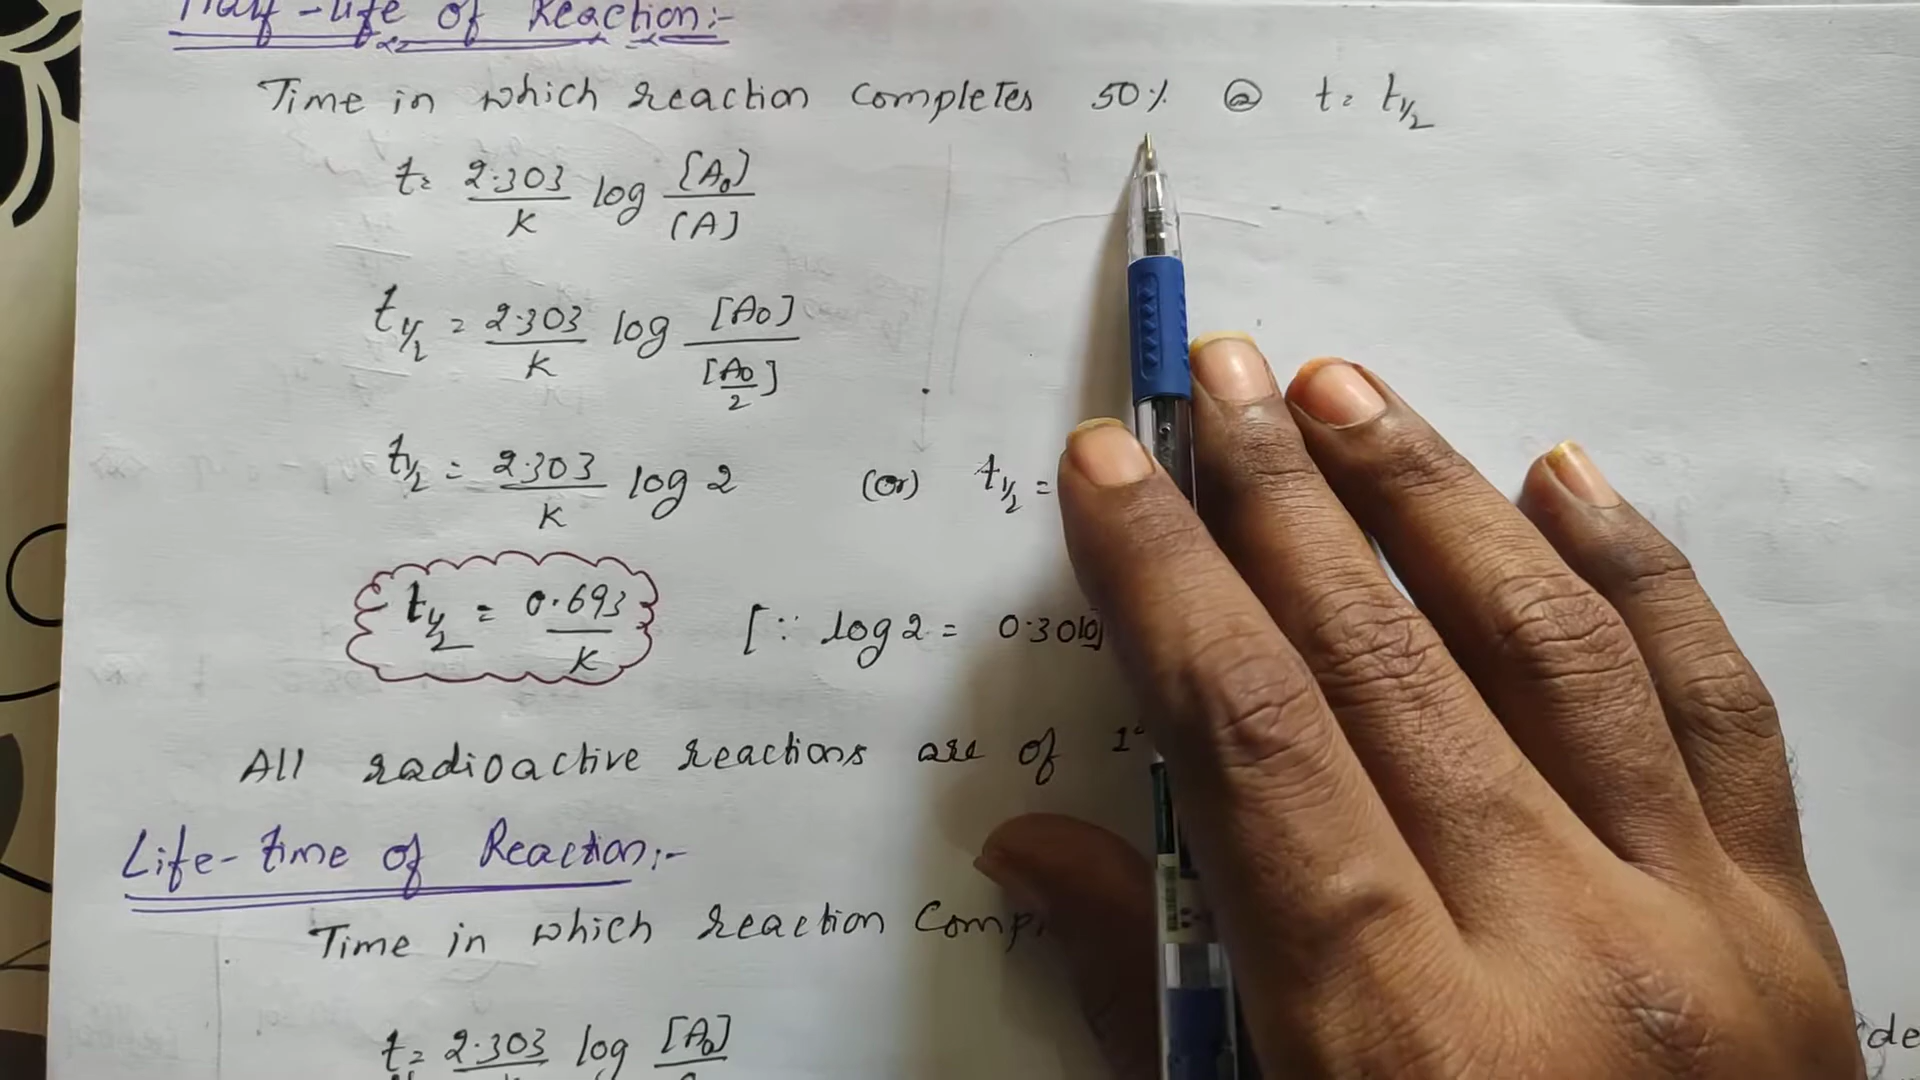 Half-life of Reaction:-
Time in which reaction completes 50% @ t= t1/2
t= 2.303/K log [A0]/[A]
t1/2 = 2.303/K log [A0]/[A0/2]
t1/2 = 2.303/K log 2 (or) t1/2 =
t1/2 = 0.693/K [∵ log 2 = 0.3010]
All radioactive reactions are of 1
Life-time of Reaction:-
Time in which reaction Comp
t= 2.303 log [A0]